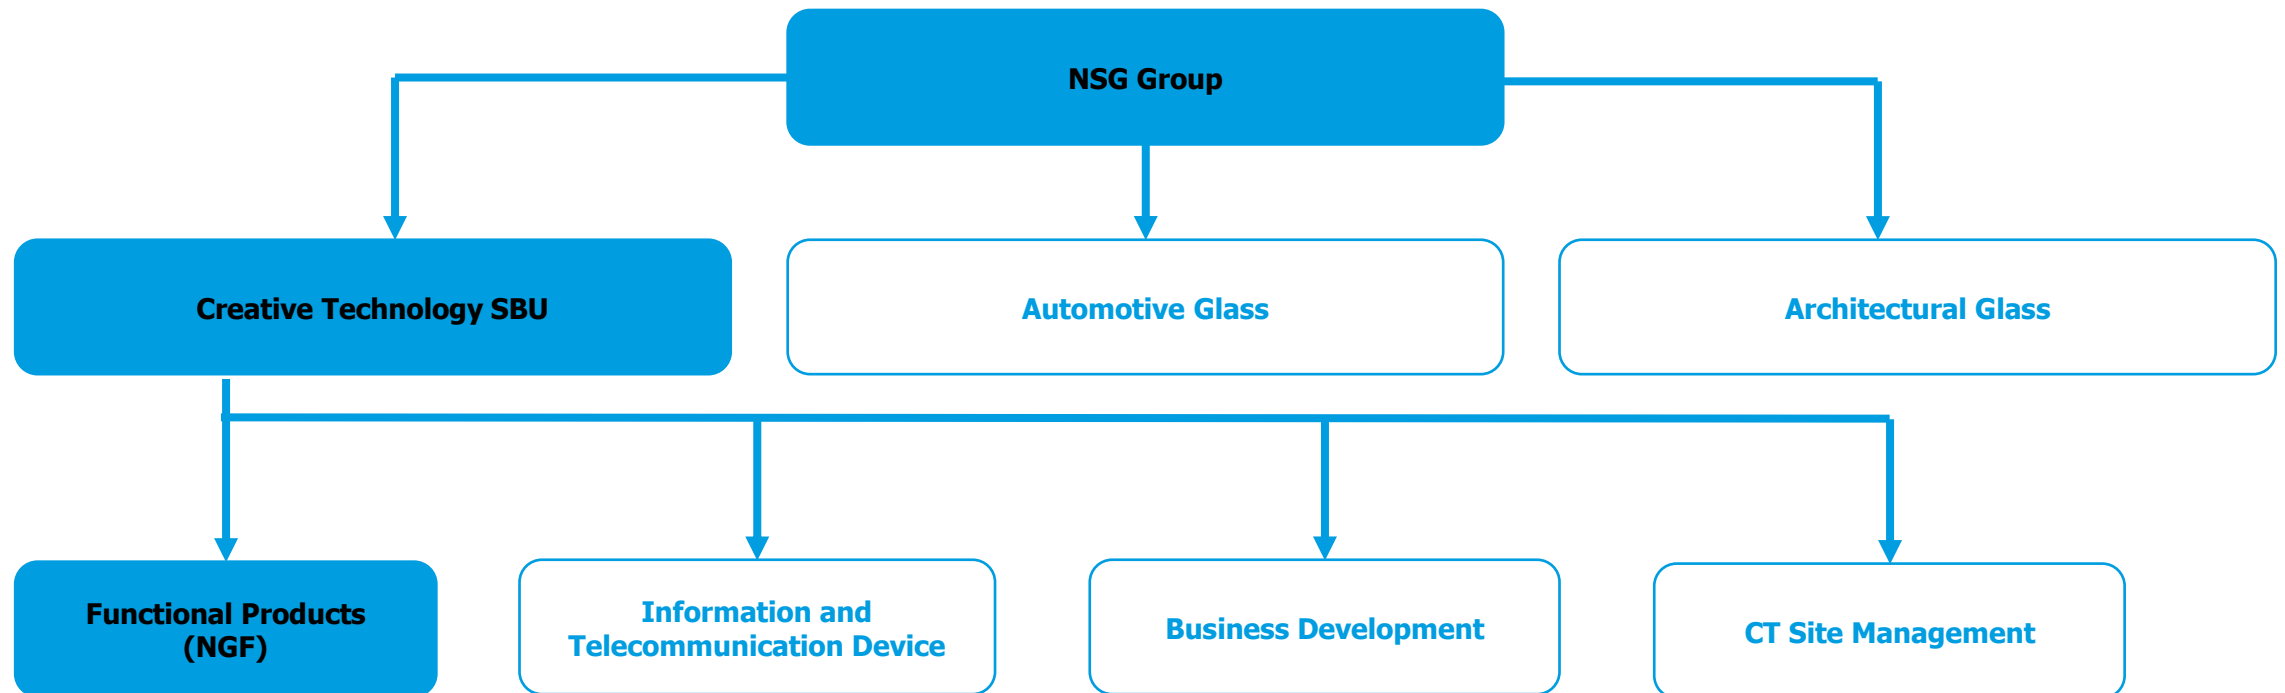 NSG Group
Creative Technology SBU
Automotive Glass
Architectural Glass
Functional Products
(NGF)
Information and
Telecommunication Device
Business Development
CT Site Management